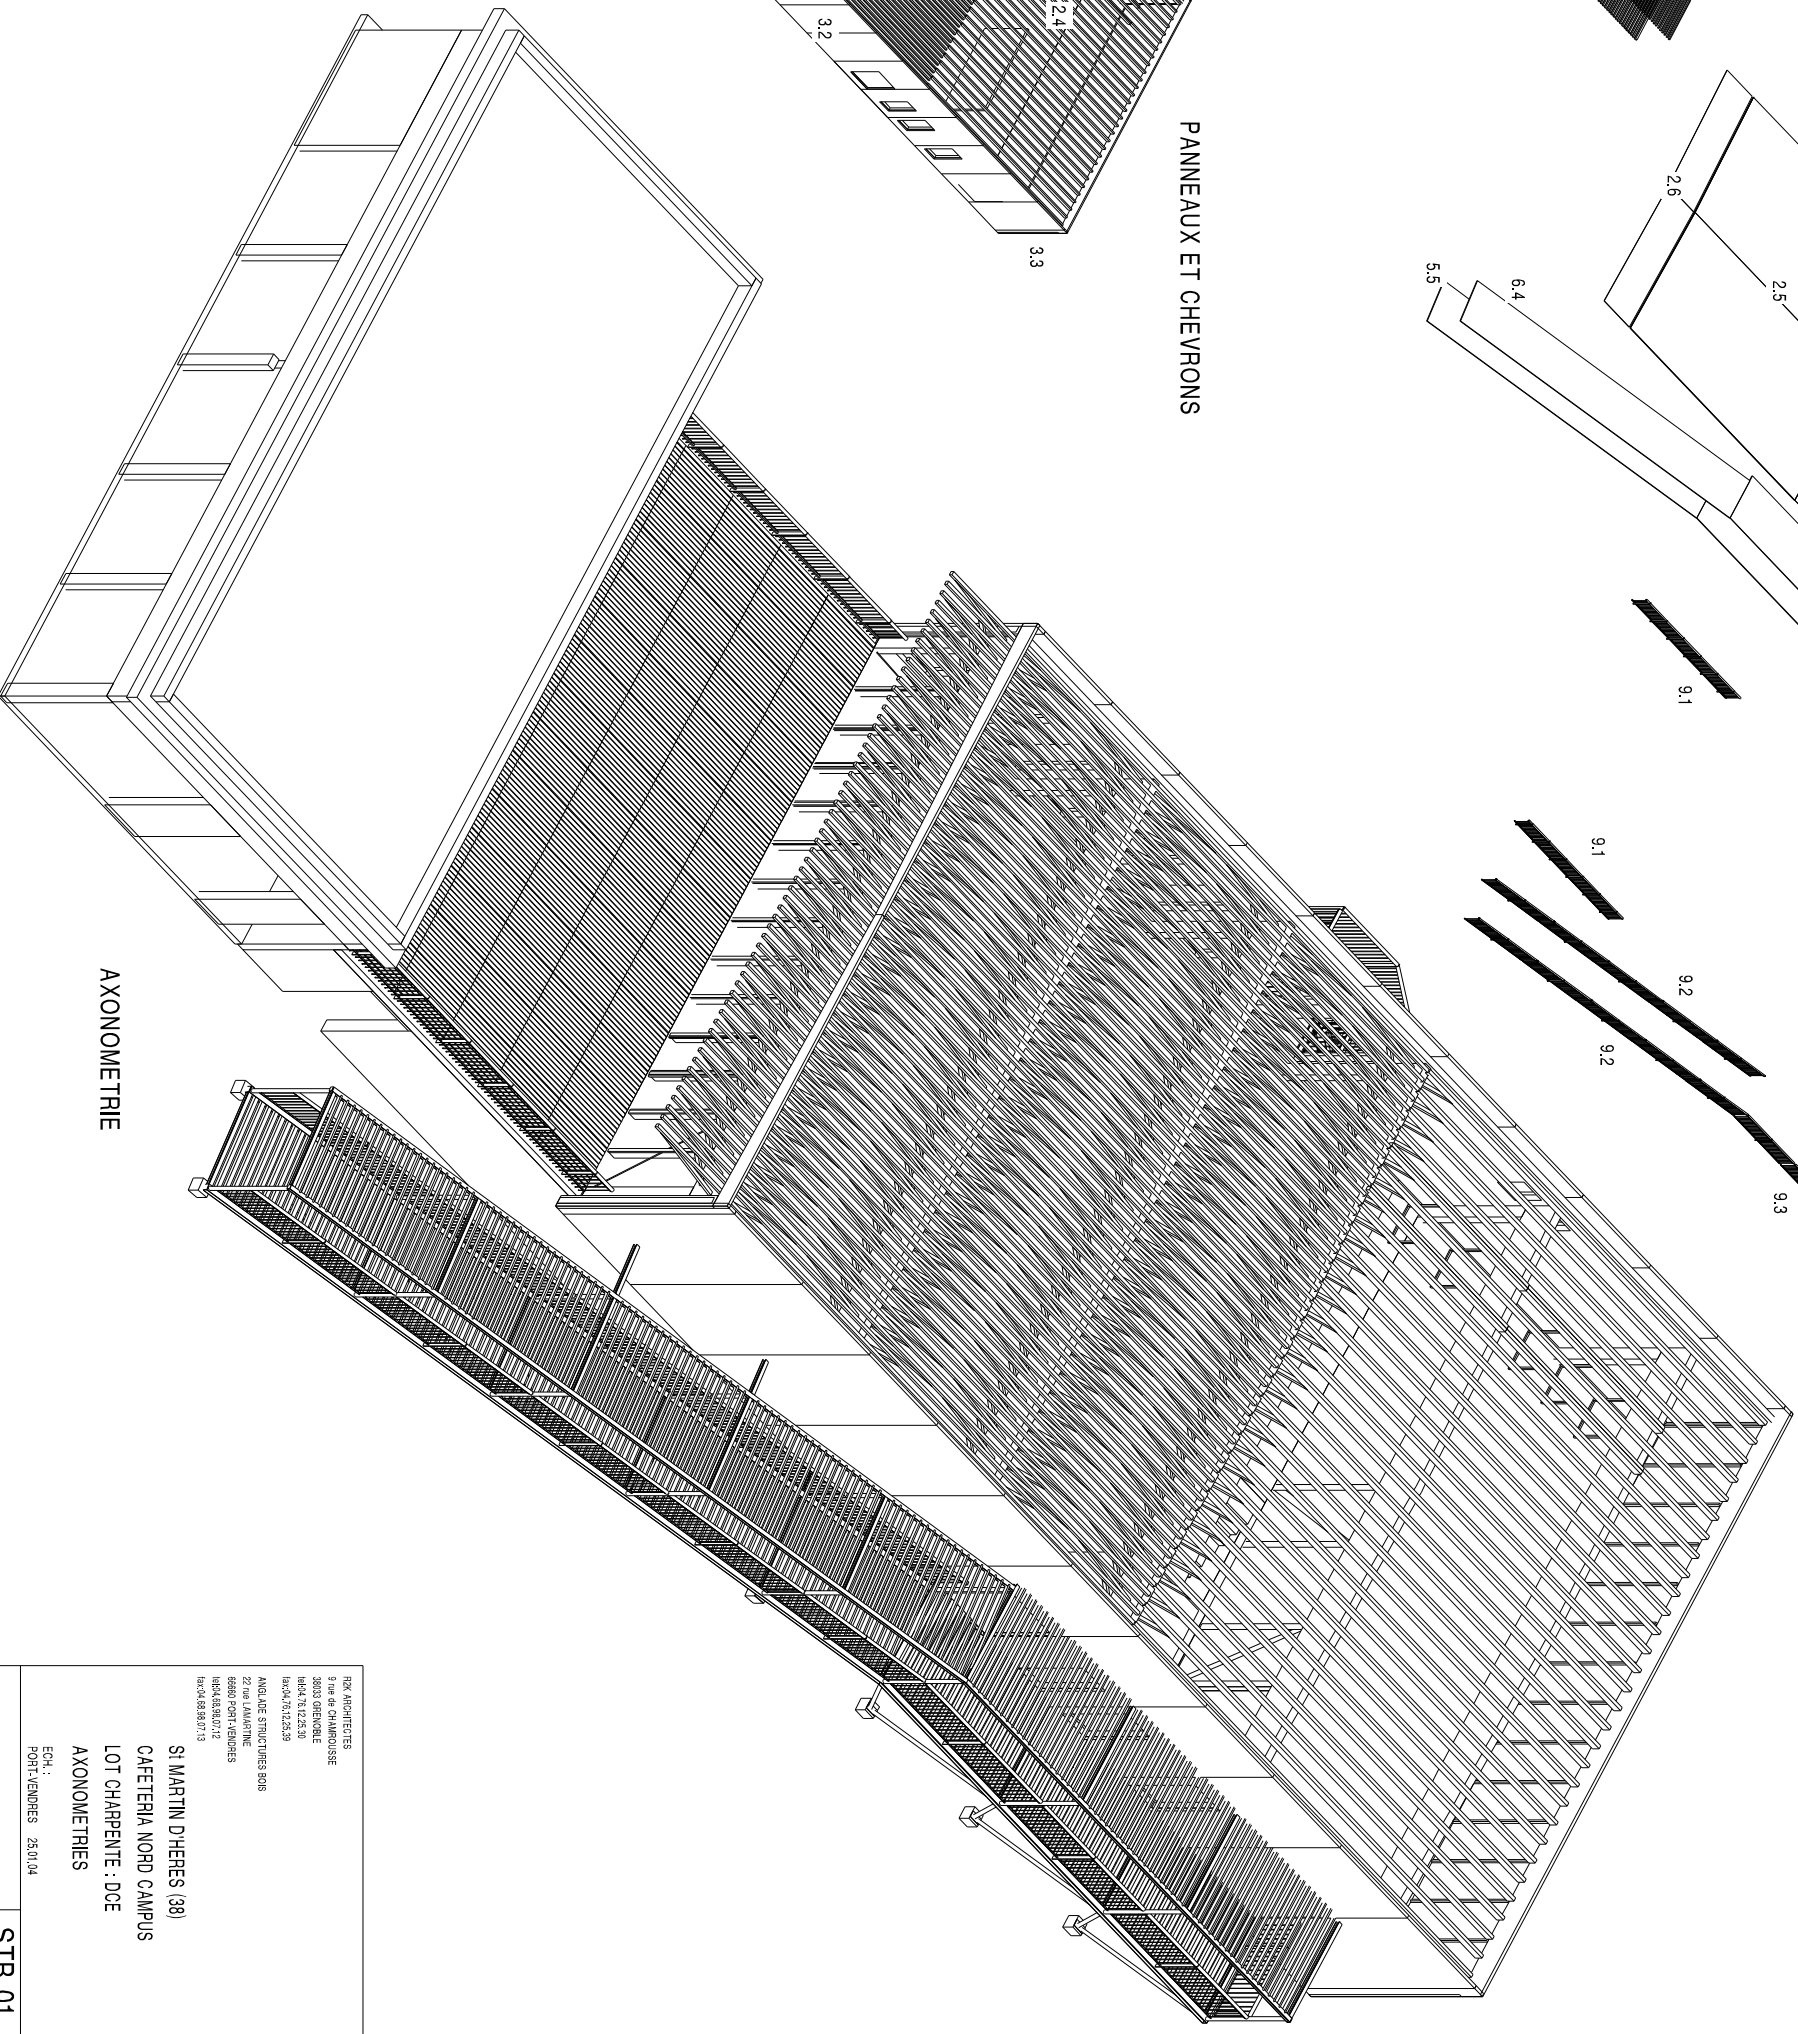 2.4
3.2
3.3
PANNEAUX ET CHEVRONS
2.6
2.5
5.5
6.4
9.1
9.1
9.2
9.2
9.3
AXONOMETRIE
R2K ARCHITECTES
9 rue de CHAMROUSSE
38033 GRENOBLE
tel:04.76.12.25.30
fax:04.76.12.25.39
ANGLADE STRUCTURES BOIS
22 rue LAMARTINE
66660 PORT-VENDRES
tel:04.68.98.07.12
fax:04.68.98.07.13
St MARTIN D'HERES (38)
CAFETERIA NORD CAMPUS
LOT CHARPENTE : DCE
AXONOMETRIES
ECH. :
PORT-VENDRES 25.01.04
STB 01